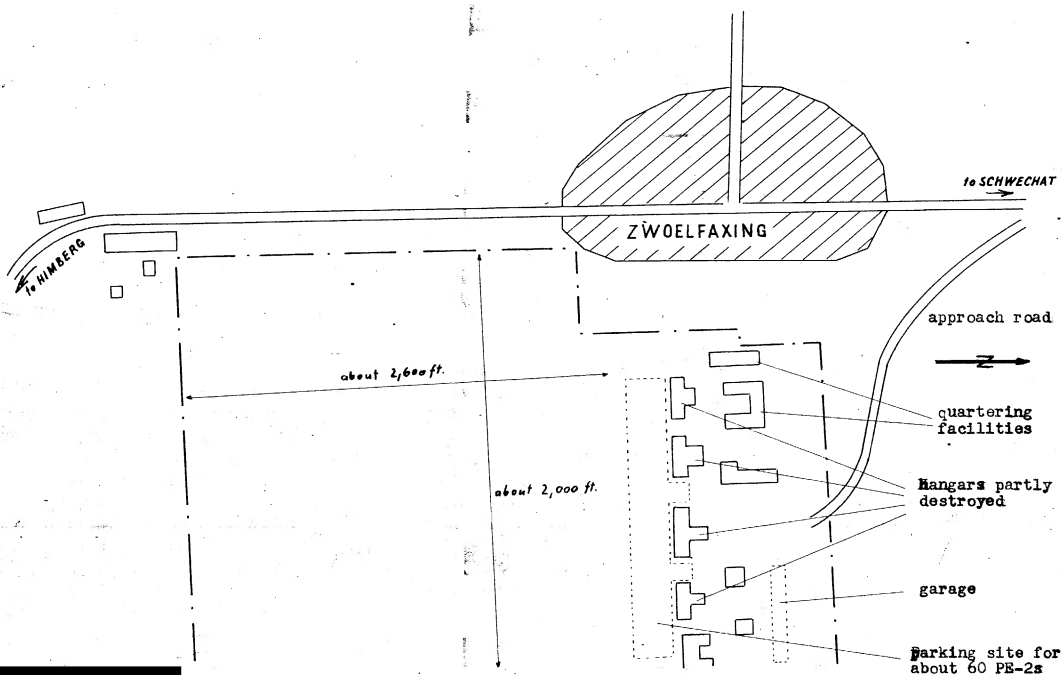 to SCHWECHAT
ZWOELFAXING
to HIMBERG
approach road
N
about 2,600 ft.
quartering
facilities
about 2,000 ft.
Hangars partly
destroyed
garage
parking site for
about 60 PE-2s